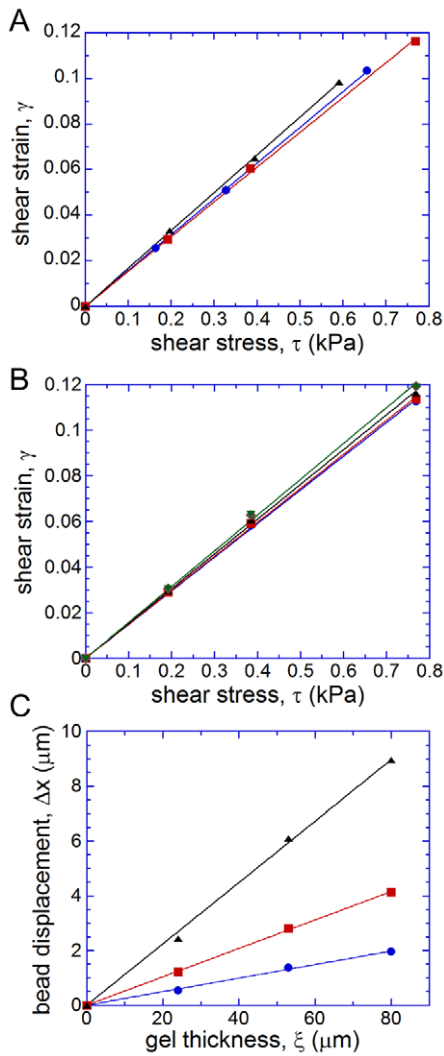 A
0.12
0.1
0.08
0.06
0.04
0.02
0
shear strain, γ
0 0.1 0.2 0.3 0.4 0.5 0.6 0.7 0.8
shear stress, τ (kPa)
B
0.12
0.1
0.08
0.06
0.04
0.02
0
shear strain, γ
0 0.1 0.2 0.3 0.4 0.5 0.6 0.7 0.8
shear stress, τ (kPa)
C
10
8
6
4
2
0
bead displacement, Δx (μm)
0 20 40 60 80
gel thickness, ξ (μm)